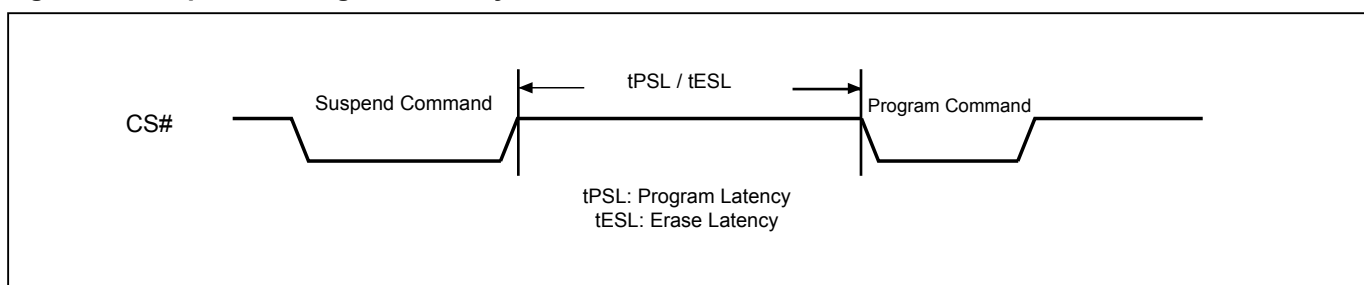 tPSL / tESL
Suspend Command
Program Command
CS#
tPSL: Program Latency
tESL: Erase Latency